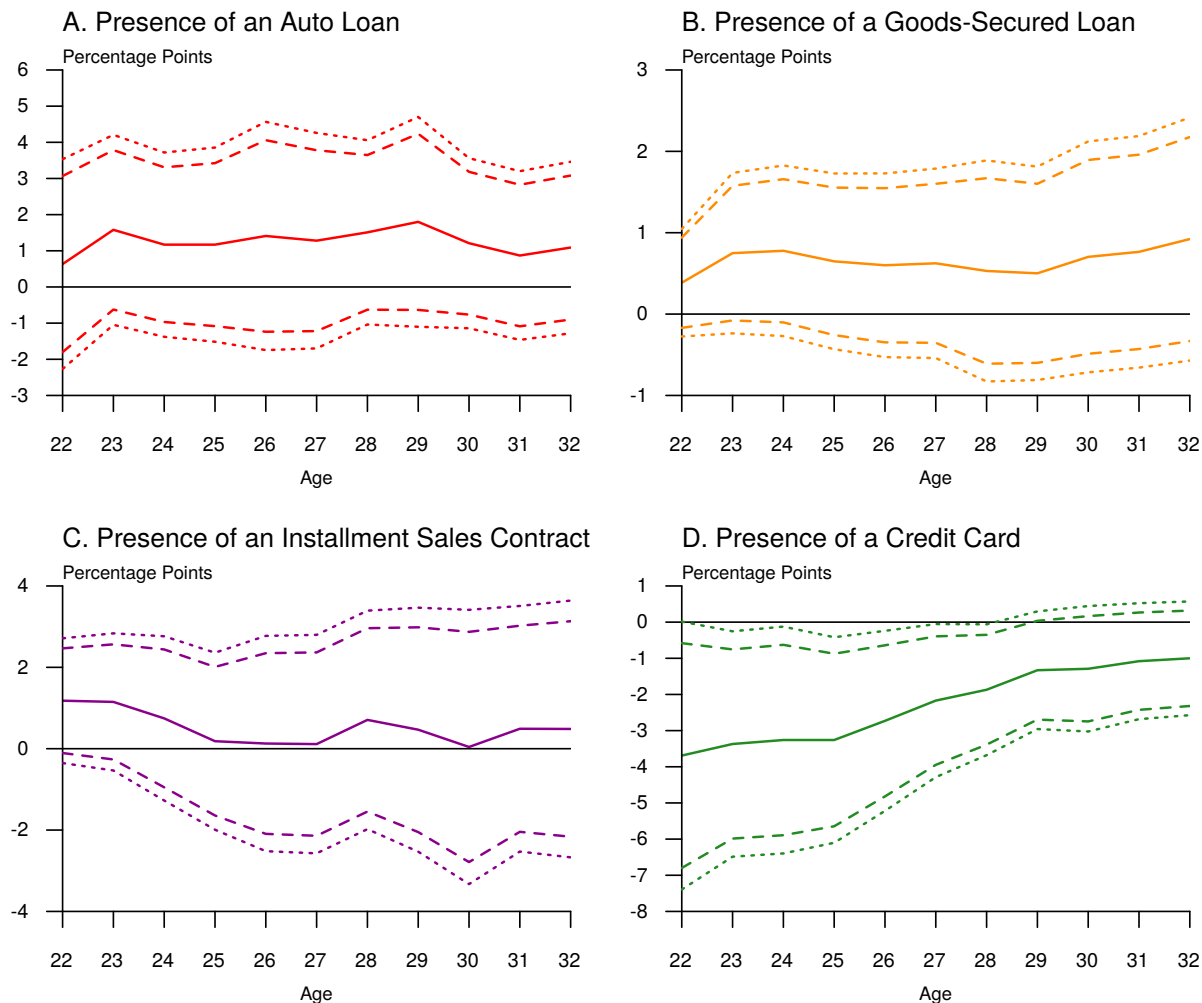 A. Presence of an Auto Loan
Percentage Points
6
5
4
3
2
1
0
-1
-2
-3
22 23 24 25 26 27 28 29 30 31 32
Age
B. Presence of a Goods-Secured Loan
Percentage Points
3
2
1
0
-1
22 23 24 25 26 27 28 29 30 31 32
Age
C. Presence of an Installment Sales Contract
Percentage Points
4
2
0
-2
-4
22 23 24 25 26 27 28 29 30 31 32
Age
D. Presence of a Credit Card
Percentage Points
1
0
-1
-2
-3
-4
-5
-6
-7
-8
22 23 24 25 26 27 28 29 30 31 32
Age